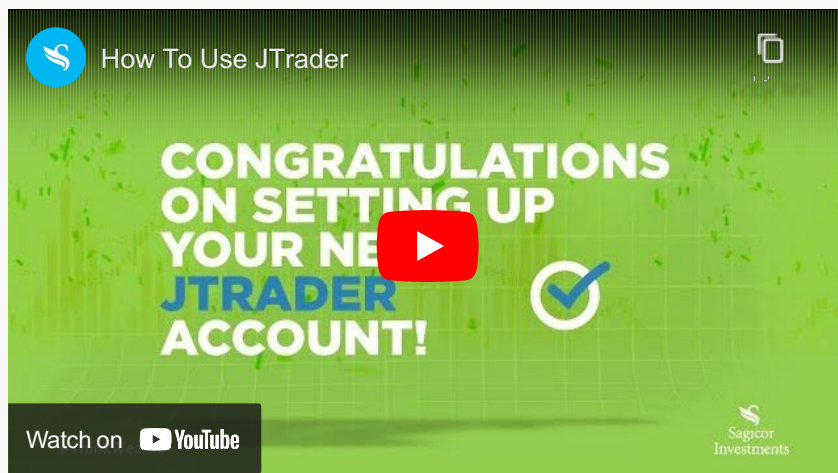 How To Use JTrader
CONGRATULATIONS
ON SETTING UP
YOUR NE
JTRADER
ACCOUNT!
Watch on YouTube
Sagicor
Investments